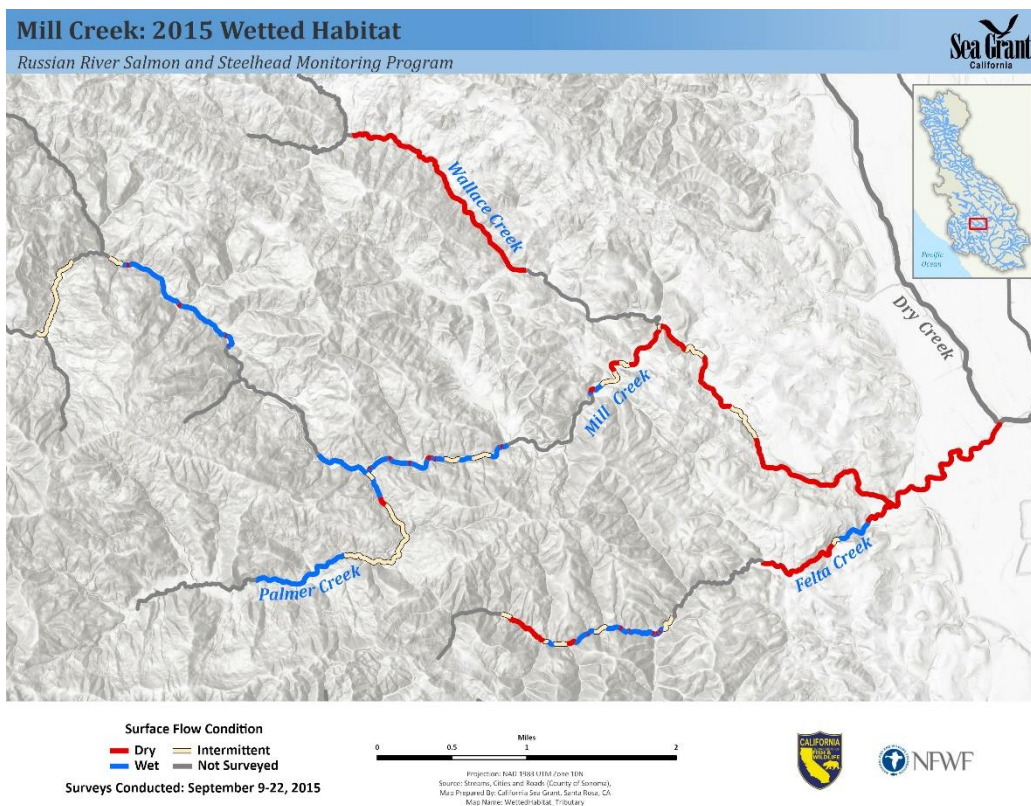 Mill Creek: 2015 Wetted Habitat
Russian River Salmon and Steelhead Monitoring Program
Sea Grant
California
Wallace Creek
Pacific
Ocean
Dry Creek
Mill Creek
Felta Creek
Palmer Creek
Surface Flow Condition
Dry Intermittent
Wet Not Surveyed
Surveys Conducted: September 9-22, 2015
Miles
0 0.5 1 2
Projection: NAD 1983 UTM Zone 10N
Source: Streams, Cities and Roads (County of Sonoma),
Map Prepared By: California Sea Grant, Santa Rosa, CA
Map Name: WettedHabitat_Tributary
CALIFORNIA
FISH &
WILDLIFE
NFWF